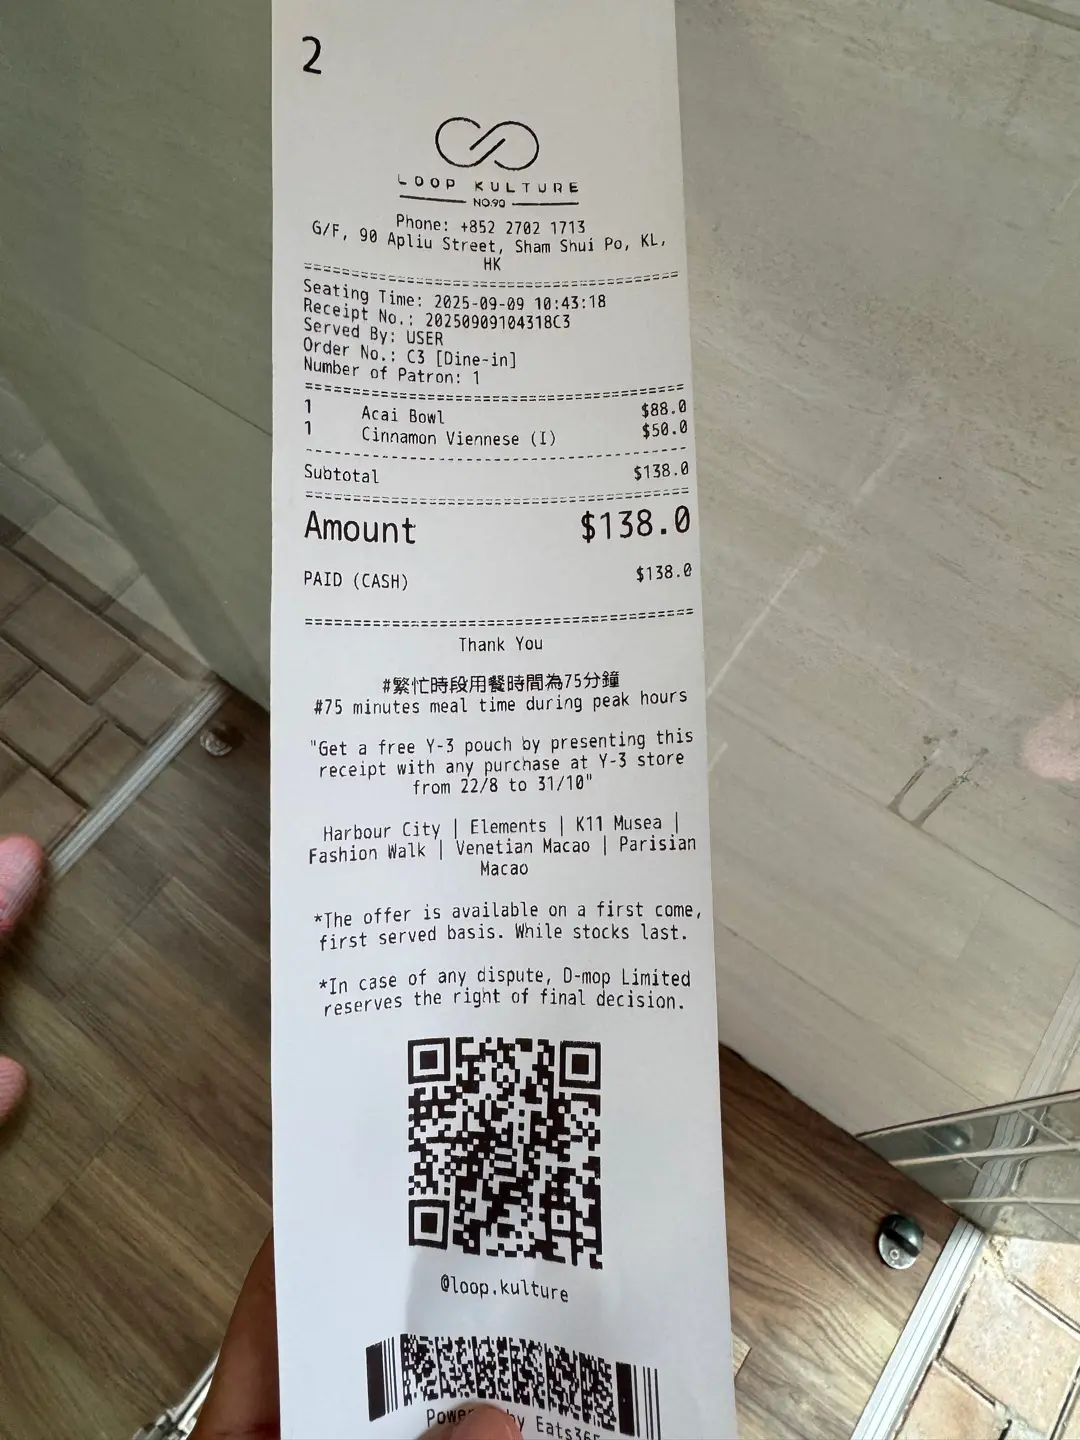 2
LOOP KULTURE
NO.90
Phone: +852 2702 1713
G/F, 90 Apliu Street, Sham Shui Po, KL,
HK
Seating Time: 2025-09-09 10:43:18
Receipt No.: 20250909104318C3
Served By: USER
Order No.: C3 [Dine-in]
Number of Patron: 1
1 Acai Bowl $88.0
1 Cinnamon Viennese (I) $50.0
Subtotal $138.0
Amount $138.0
PAID (CASH) $138.0
Thank You
#繁忙時段用餐時間為75分鐘
#75 minutes meal time during peak hours
"Get a free Y-3 pouch by presenting this
receipt with any purchase at Y-3 store
from 22/8 to 31/10"
Harbour City | Elements | K11 Musea |
Fashion Walk | Venetian Macao | Parisian
Macao
*The offer is available on a first come,
first served basis. While stocks last.
*In case of any dispute, D-mop Limited
reserves the right of final decision.
@loop.kulture
by Eats365